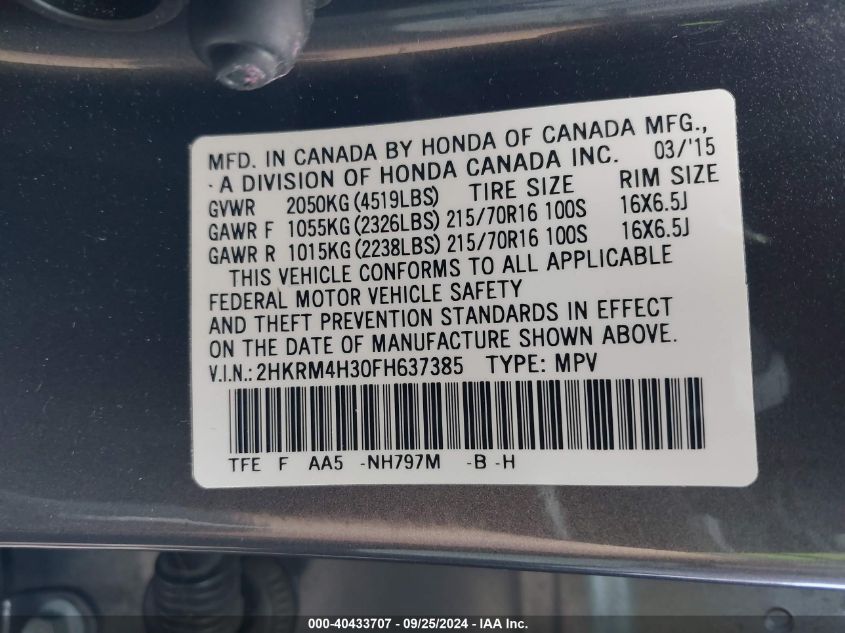 MFD. IN CANADA BY HONDA OF CANADA MFG.,
· A DIVISION OF HONDA CANADA INC. 03/'15
GVWR 2050KG (4519LBS) TIRE SIZE RIM SIZE
GAWR F 1055KG (2326LBS) 215/70R16 100S 16X6.5J
GAWR R 1015KG (2238LBS) 215/70R16 100S 16X6.5J
THIS VEHICLE CONFORMS TO ALL APPLICABLE
FEDERAL MOTOR VEHICLE SAFETY
AND THEFT PREVENTION STANDARDS IN EFFECT
ON THE DATE OF MANUFACTURE SHOWN ABOVE.
V.I.N.: 2HKRM4H30FH637385 TYPE: MPV
TFE F AA5 -NH797M -B -H
000-40433707 - 09/25/2024 - IAA Inc.